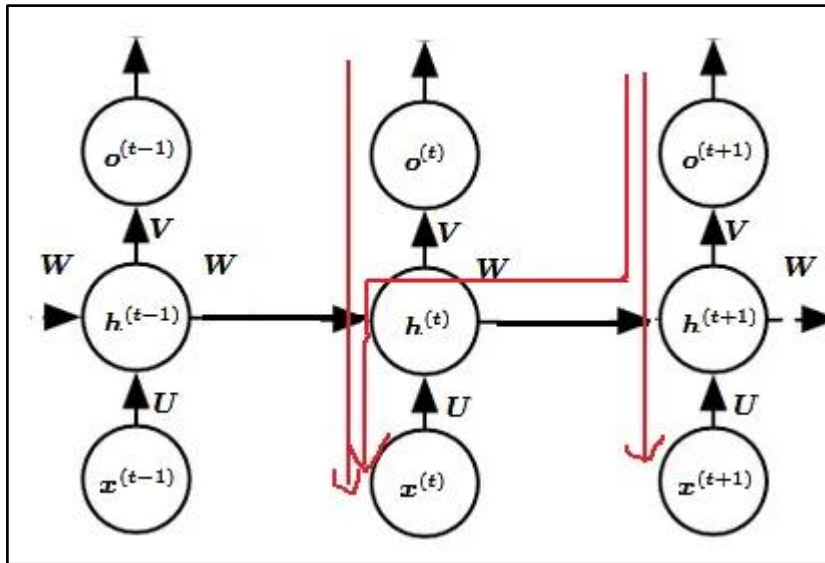 o^(t−1) o^(t) o^(t+1)
V V V
W W W W
h^(t−1) h^(t) h^(t+1)
U U U
x^(t−1) x^(t) x^(t+1)